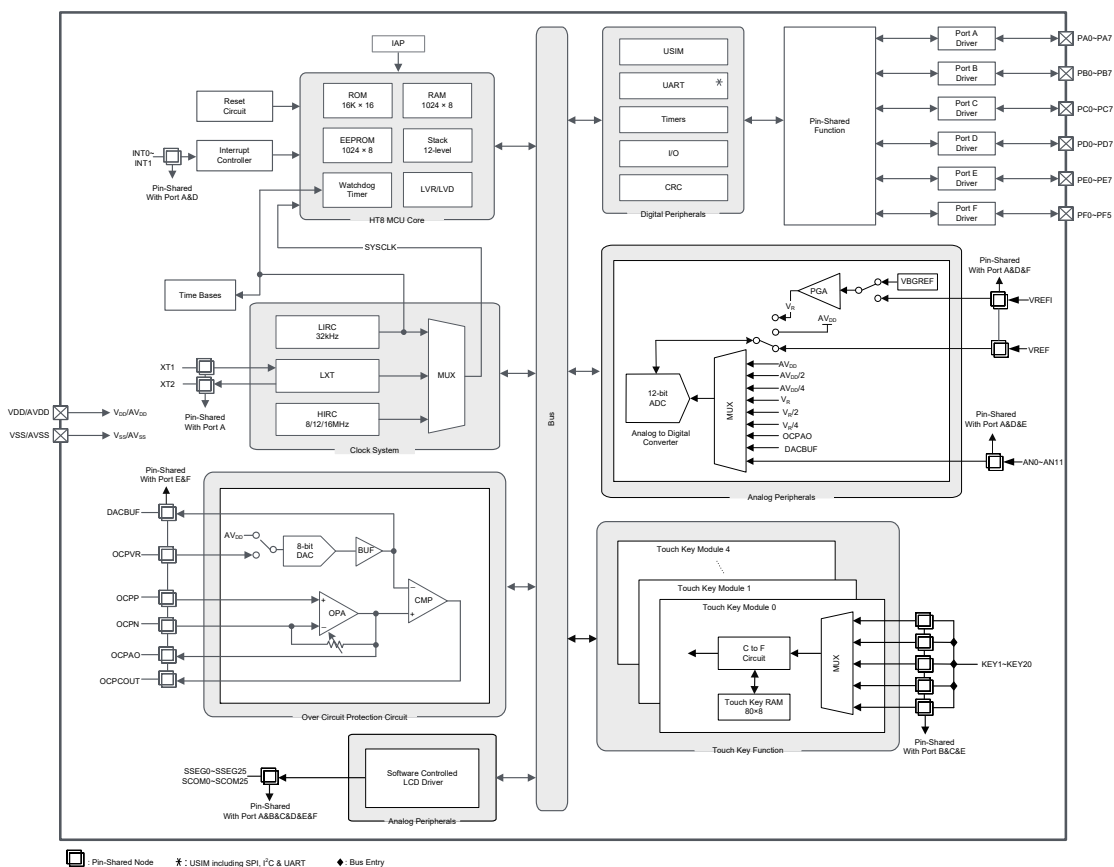 IAP
HT8 MCU Core
ROM
16K × 16
RAM
1024 × 8
EEPROM
1024 × 8
Stack
12-level
Watchdog
Timer
LVR/LVD
Reset
Circuit
INT0~
INT1
Interrupt
Controller
Pin-Shared
With Port A&D
SYSCLK
Time Bases
LIRC
32kHz
LXT
HIRC
8/12/16MHz
MUX
Clock System
XT1
XT2
Pin-Shared
With Port A
VDD/AVDD
VDD/AVDD
VSS/AVSS
VSS/AVSS
Bus
USIM
UART *
Timers
I/O
CRC
Digital Peripherals
Pin-Shared
Function
Port A
Driver
PA0~PA7
Port B
Driver
PB0~PB7
Port C
Driver
PC0~PC7
Port D
Driver
PD0~PD7
Port E
Driver
PE0~PE7
Port F
Driver
PF0~PF5
Pin-Shared
With Port A&D&F
VBGREF
PGA
VR
AVDD
VREFI
VREF
12-bit
ADC
Analog to Digital
Converter
MUX
AVDD
AVDD/2
AVDD/4
VR
VR/2
VR/4
OCPAO
DACBUF
Pin-Shared
With Port A&D&E
AN0~AN11
Analog Peripherals
Pin-Shared
With Port E&F
DACBUF
OCPVR
OCPP
OCPN
OCPAO
OCPCOUT
AVDD
8-bit
DAC
BUF
OPA
CMP
+
−
−
+
Over Circuit Protection Circuit
Touch Key Module 4
Touch Key Module 1
Touch Key Module 0
C to F
Circuit
Touch Key RAM
80×8
MUX
KEY1~KEY20
Pin-Shared
With Port B&C&E
Touch Key Function
SSEG0~SSEG25
SCOM0~SCOM25
Pin-Shared
With Port A&B&C&D&E&F
Software Controlled
LCD Driver
Analog Peripherals
: Pin-Shared Node
* : USIM including SPI, I²C & UART
◆ : Bus Entry